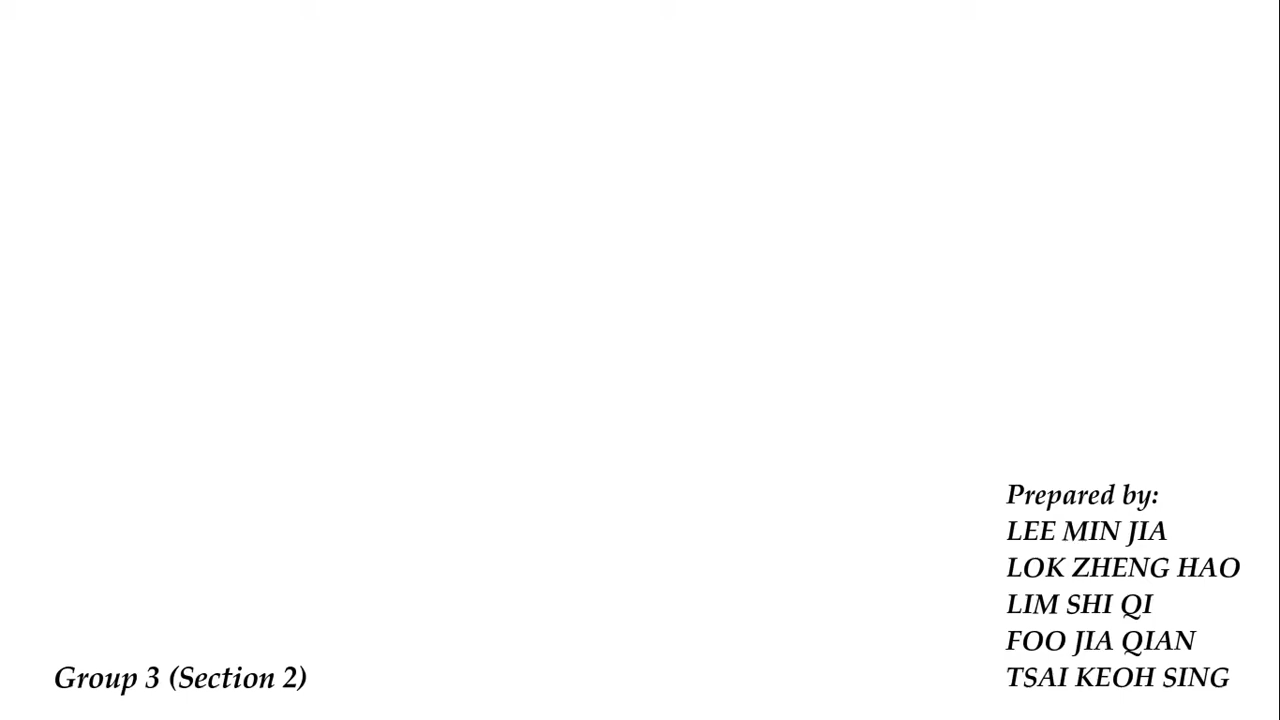 Prepared by:
LEE MIN JIA
LOK ZHENG HAO
LIM SHI QI
FOO JIA QIAN
TSAI KEOH SING
Group 3 (Section 2)